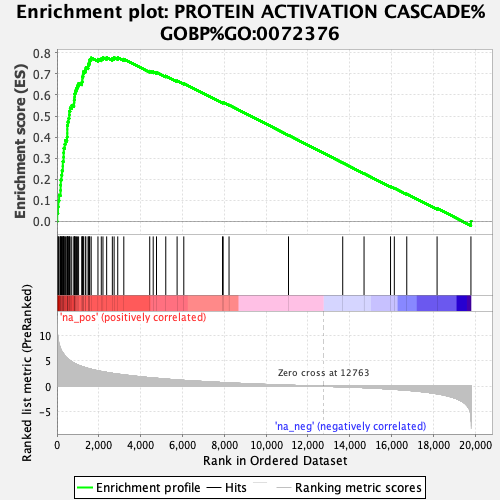 Enrichment plot: PROTEIN ACTIVATION CASCADE%
GOBP%GO:0072376
Enrichment score (ES)
0.8
0.7
0.6
0.5
0.4
0.3
0.2
0.1
0.0
'na_pos' (positively correlated)
Ranked list metric (PreRanked)
10
5
0
-5
Zero cross at 12763
'na_neg' (negatively correlated)
0
2,000
4,000
6,000
8,000
10,000
12,000
14,000
16,000
18,000
20,000
Rank in Ordered Dataset
Enrichment profile
Hits
Ranking metric scores